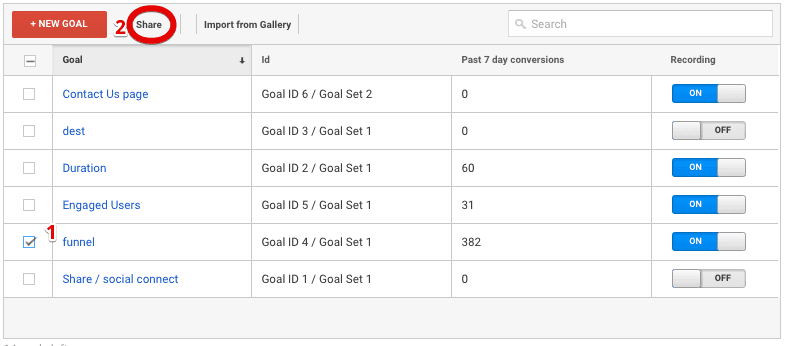 + NEW GOAL 2 Share Import from Gallery Search
Goal Id Past 7 day conversions Recording
Contact Us page Goal ID 6 / Goal Set 2 0 ON
dest Goal ID 3 / Goal Set 1 0 OFF
Duration Goal ID 2 / Goal Set 1 60 ON
Engaged Users Goal ID 5 / Goal Set 1 31 ON
1 funnel Goal ID 4 / Goal Set 1 382 ON
Share / social connect Goal ID 1 / Goal Set 1 0 OFF